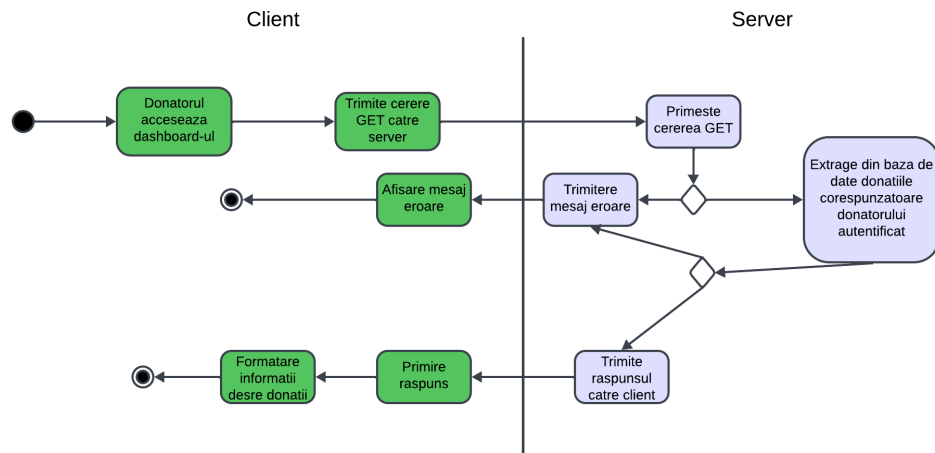 Client
Server
Donatorul
acceseaza
dashboard-ul
Trimite cerere
GET catre
server
Primeste
cererea GET
Extrage din baza de
date donatiile
corespunzatoare
donatorului
autentificat
Trimitere
mesaj eroare
Afisare mesaj
eroare
Trimite
raspunsul
catre client
Primire
raspuns
Formatare
informatii
desre donatii